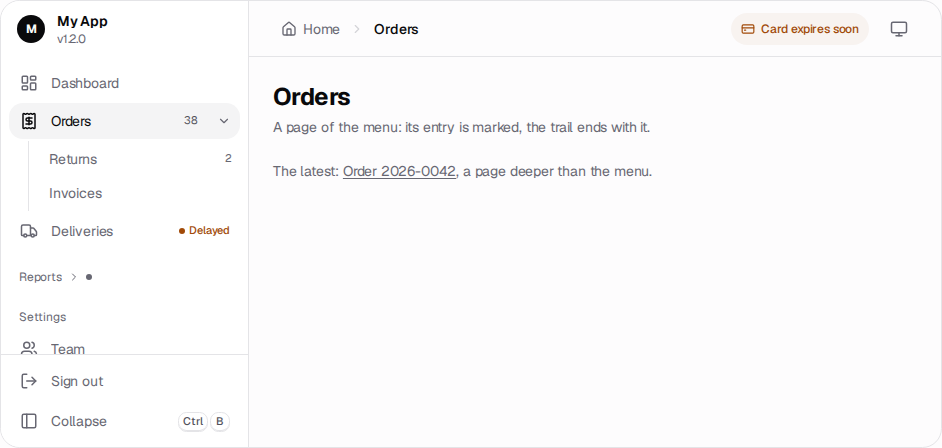 M
My App
v1.2.0
Dashboard
Orders 38
Returns 2
Invoices
Deliveries Delayed
Reports
Settings
Team
Sign out
Collapse Ctrl B
Home Orders
Card expires soon
Orders
A page of the menu: its entry is marked, the trail ends with it.
The latest: Order 2026-0042, a page deeper than the menu.